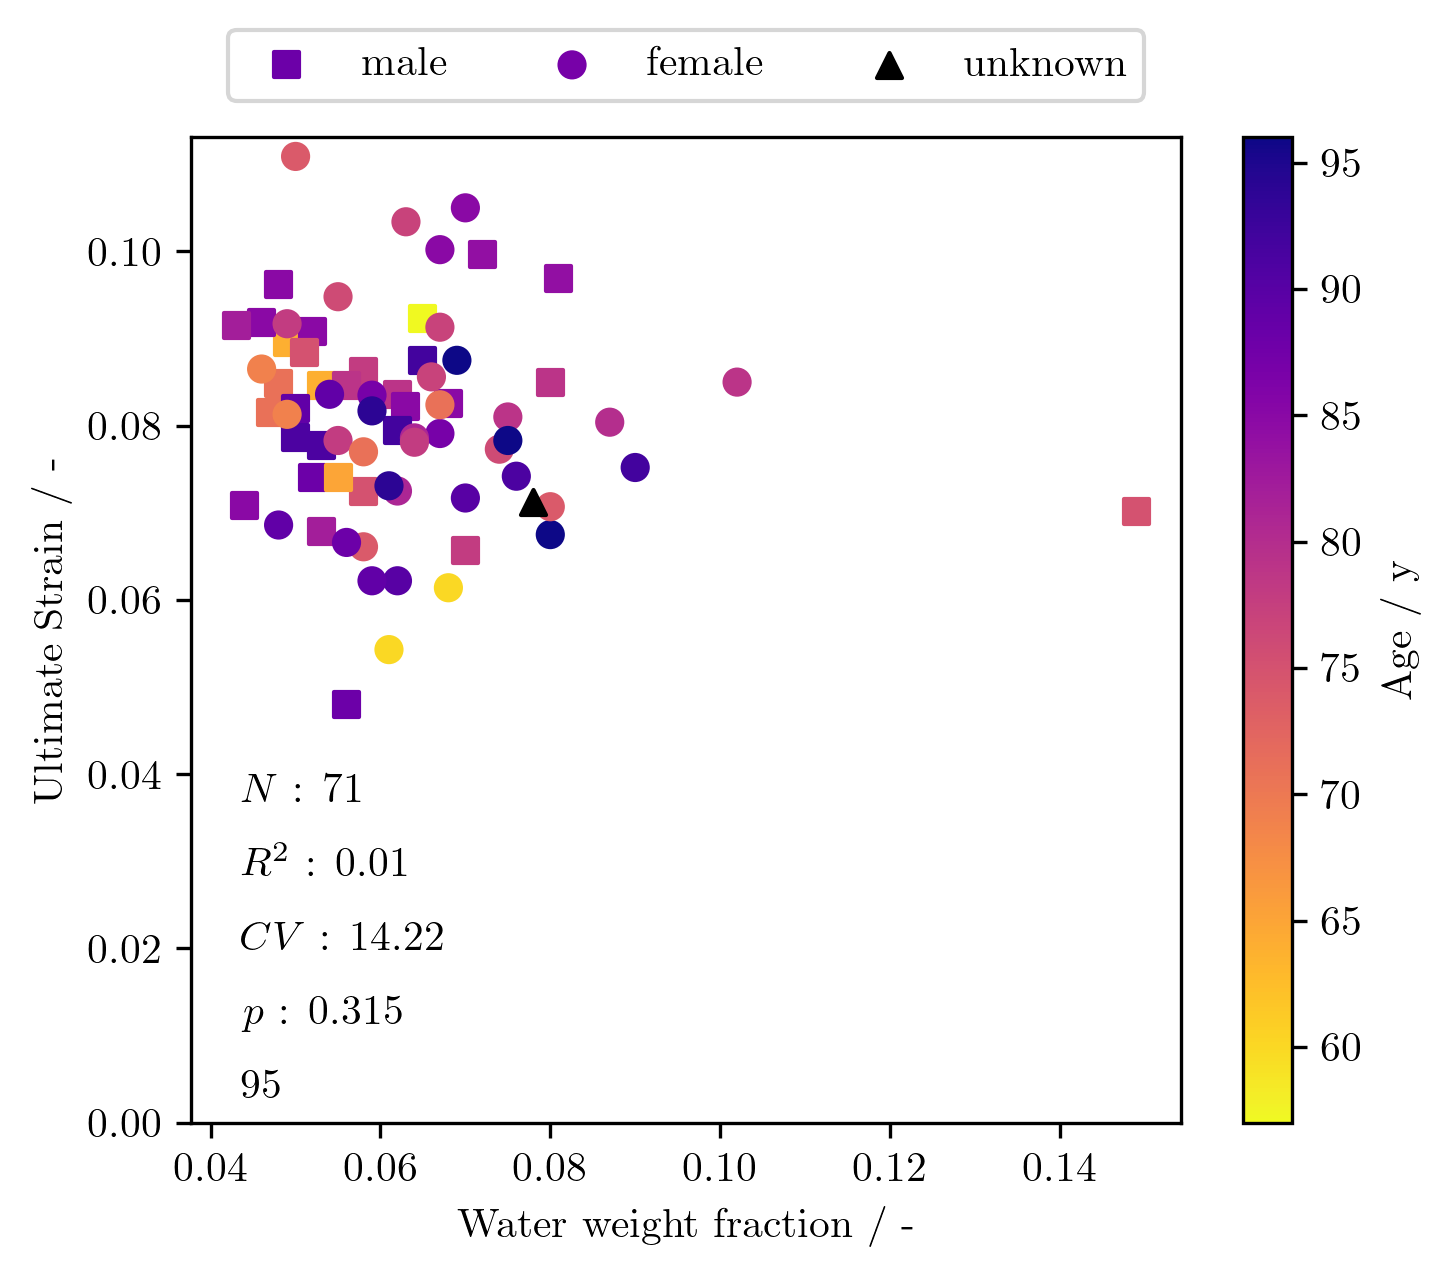 male female unknown
0.10
0.08
0.06
0.04
0.02
0.00
Ultimate Strain / -
N : 71
R² : 0.01
CV : 14.22
p : 0.315
95
0.04 0.06 0.08 0.10 0.12 0.14
Water weight fraction / -
95
90
85
80
75
70
65
60
Age / y